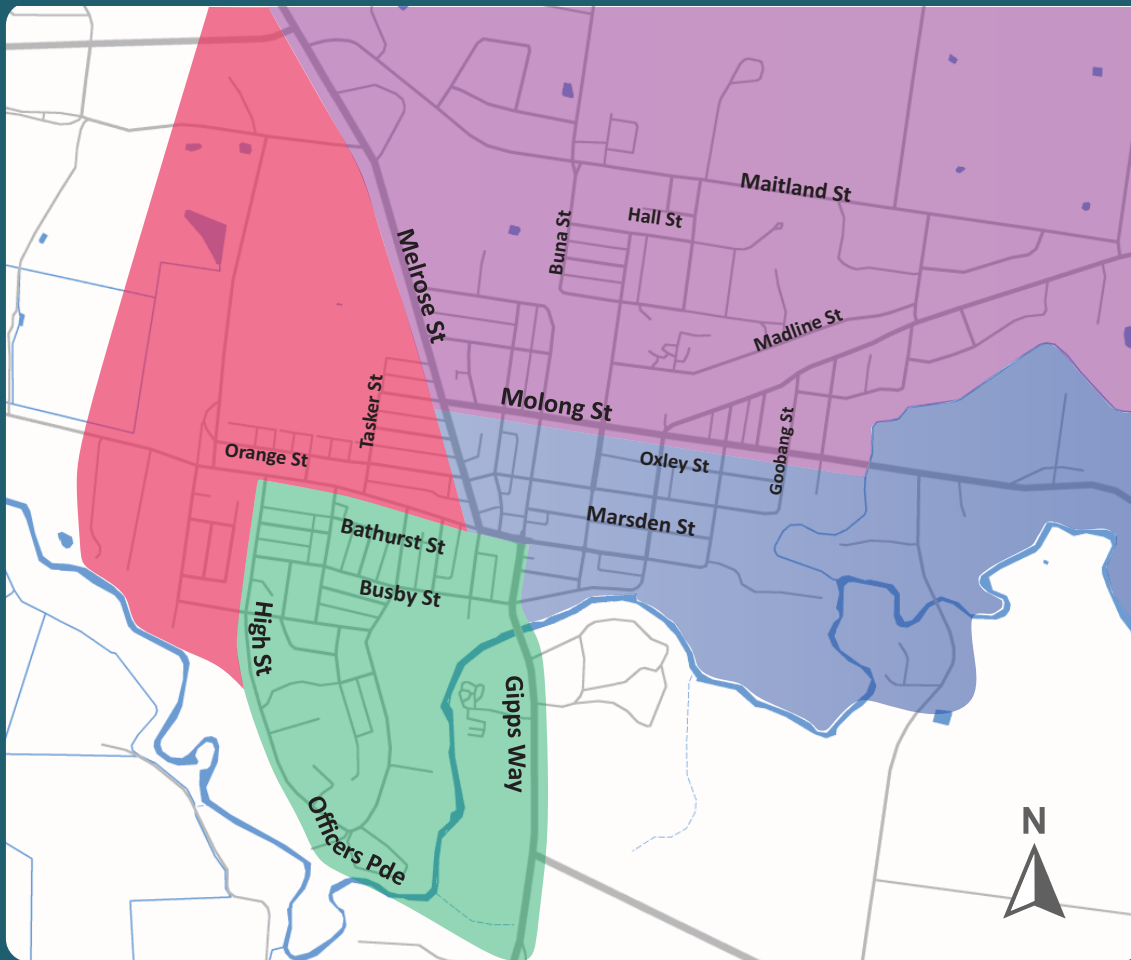 Maitland St
Hall St
Buna St
Melrose St
Madline St
Molong St
Tasker St
Goobang St
Orange St
Oxley St
Marsden St
Bathurst St
Busby St
High St
Gipps Way
Officers Pde
N